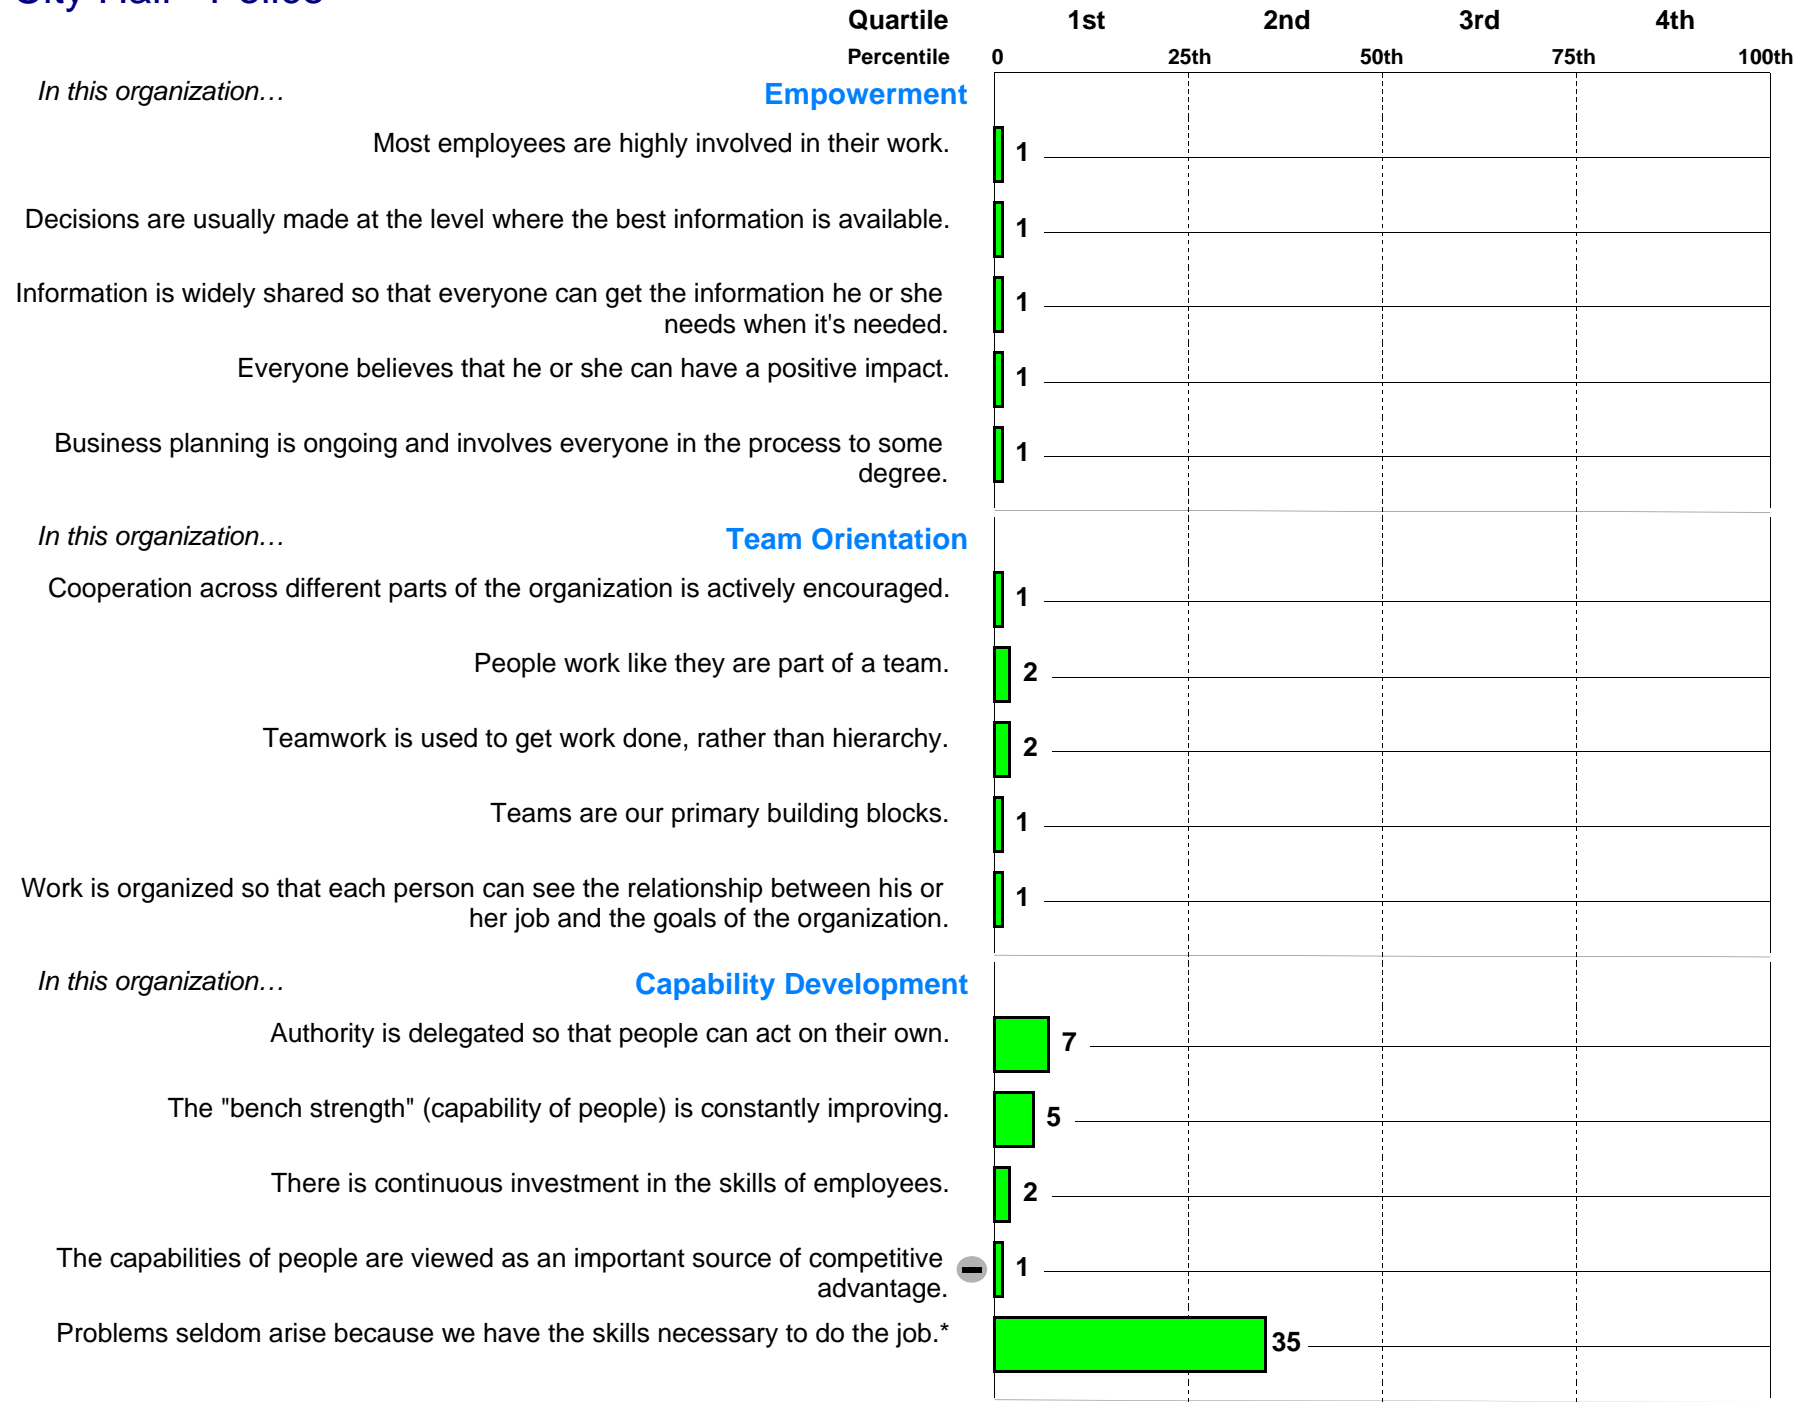 Quartile 1st 2nd 3rd 4th
Percentile 0 25th 50th 75th 100th
In this organization… Empowerment
Most employees are highly involved in their work. 1
Decisions are usually made at the level where the best information is available. 1
Information is widely shared so that everyone can get the information he or she
needs when it's needed. 1
Everyone believes that he or she can have a positive impact. 1
Business planning is ongoing and involves everyone in the process to some
degree. 1
In this organization… Team Orientation
Cooperation across different parts of the organization is actively encouraged. 1
People work like they are part of a team. 2
Teamwork is used to get work done, rather than hierarchy. 2
Teams are our primary building blocks. 1
Work is organized so that each person can see the relationship between his or
her job and the goals of the organization. 1
In this organization… Capability Development
Authority is delegated so that people can act on their own. 7
The "bench strength" (capability of people) is constantly improving. 5
There is continuous investment in the skills of employees. 2
The capabilities of people are viewed as an important source of competitive
advantage. 1
Problems seldom arise because we have the skills necessary to do the job.* 35